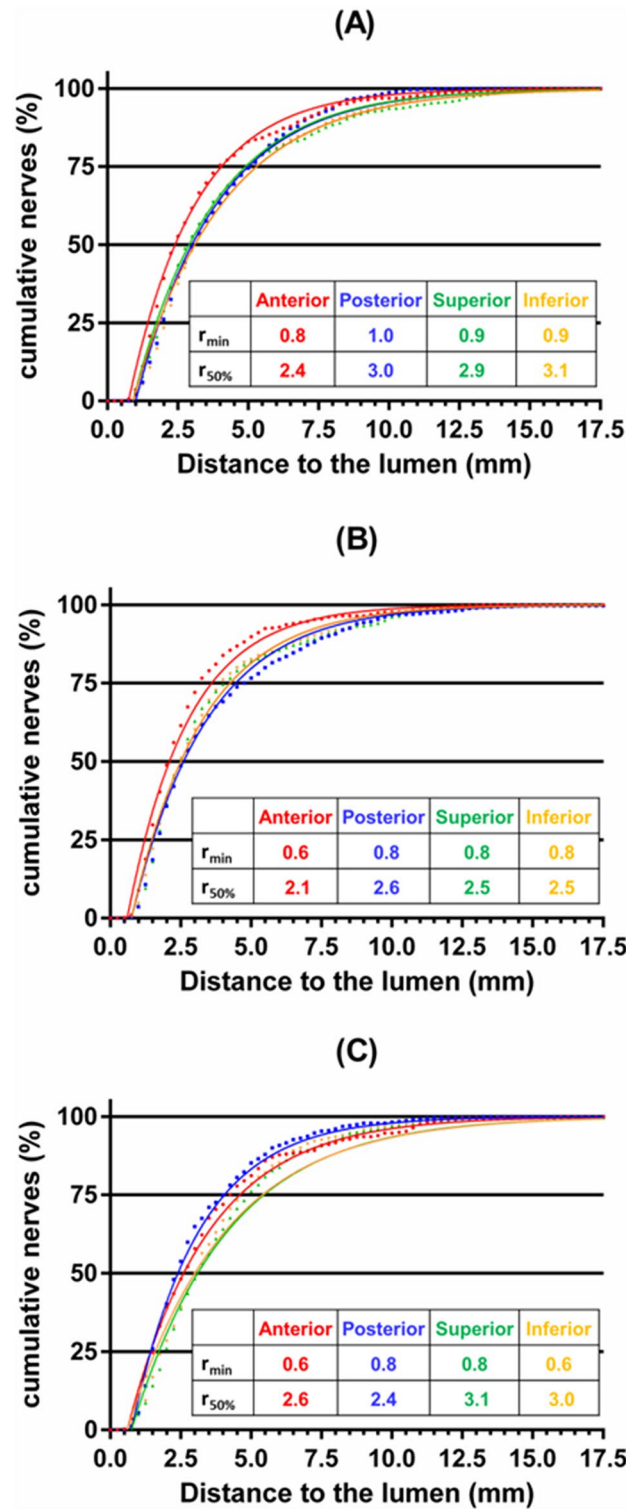 (A)
cumulative nerves (%)
100
75
50
25
0
Anterior Posterior Superior Inferior
rmin 0.8 1.0 0.9 0.9
r50% 2.4 3.0 2.9 3.1
0.0 2.5 5.0 7.5 10.0 12.5 15.0 17.5
Distance to the lumen (mm)
(B)
cumulative nerves (%)
100
75
50
25
0
Anterior Posterior Superior Inferior
rmin 0.6 0.8 0.8 0.8
r50% 2.1 2.6 2.5 2.5
0.0 2.5 5.0 7.5 10.0 12.5 15.0 17.5
Distance to the lumen (mm)
(C)
cumulative nerves (%)
100
75
50
25
0
Anterior Posterior Superior Inferior
rmin 0.6 0.8 0.8 0.6
r50% 2.6 2.4 3.1 3.0
0.0 2.5 5.0 7.5 10.0 12.5 15.0 17.5
Distance to the lumen (mm)